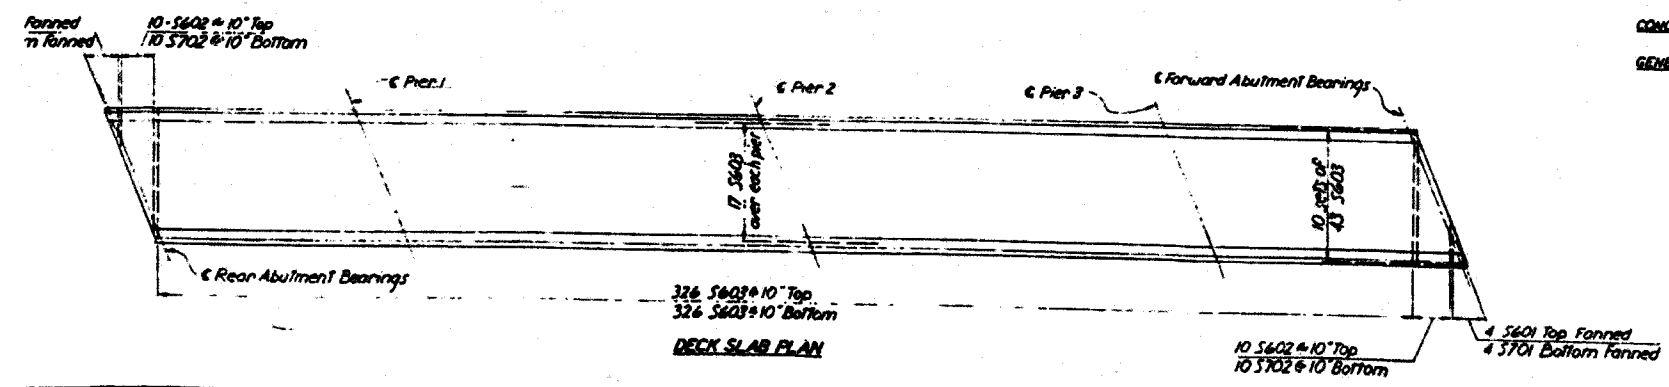 Fanned
n Fanned
10-S602 @ 10" Top
10 S702 @ 10" Bottom
℄ Pier 1
℄ Pier 2
℄ Pier 3
℄ Forward Abutment Bearings
CONC
GENE
17 S603
over each pier
10 sets of
43 S603
℄ Rear Abutment Bearings
326 S603 @ 10" Top
326 S603 @ 10" Bottom
DECK SLAB PLAN
10 S602 @ 10" Top
10 S702 @ 10" Bottom
4 S601 Top Fanned
4 S701 Bottom Fanned